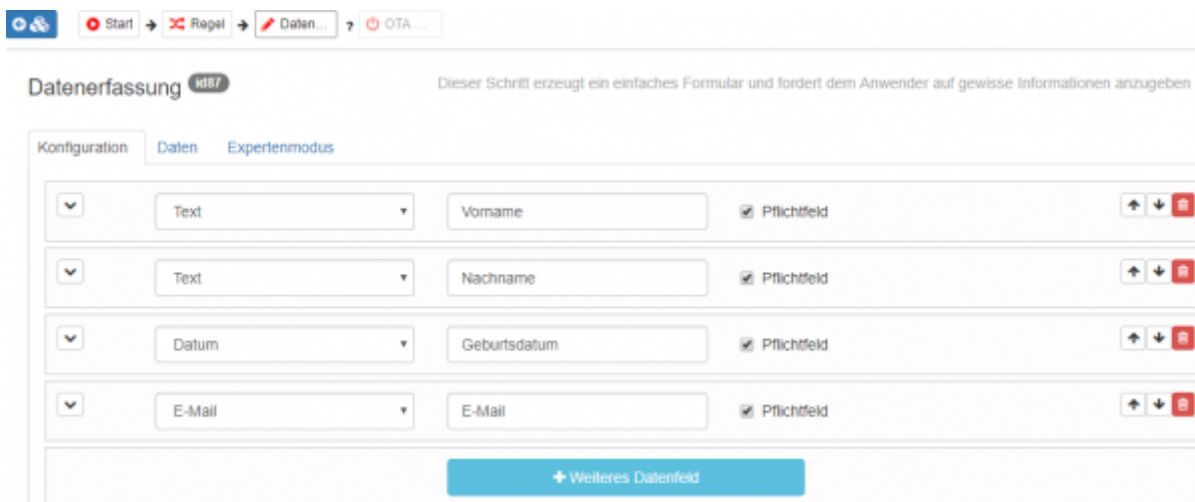 Start Regel Daten... ? OTA ...
Datenerfassung id87 Dieser Schritt erzeugt ein einfaches Formular und fordert dem Anwender auf gewisse Informationen anzugeben
Konfiguration Daten Expertenmodus
Text Vorname Pflichtfeld
Text Nachname Pflichtfeld
Datum Geburtsdatum Pflichtfeld
E-Mail E-Mail Pflichtfeld
+ Weiteres Datenfeld